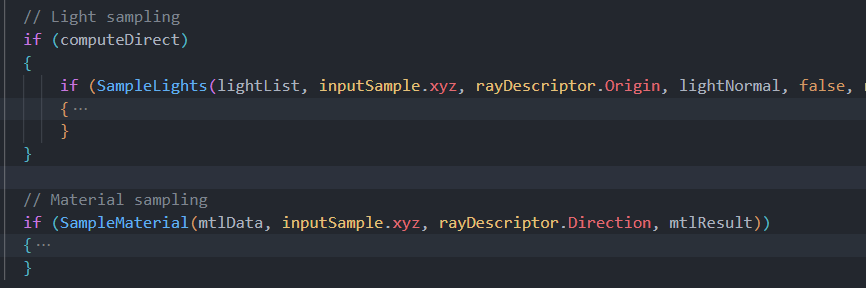 // Light sampling
if (computeDirect)
{
if (SampleLights(lightList, inputSample.xyz, rayDescriptor.Origin, lightNormal, false,
{ ···
}
}
// Material sampling
if (SampleMaterial(mtlData, inputSample.xyz, rayDescriptor.Direction, mtlResult))
{ ···
}